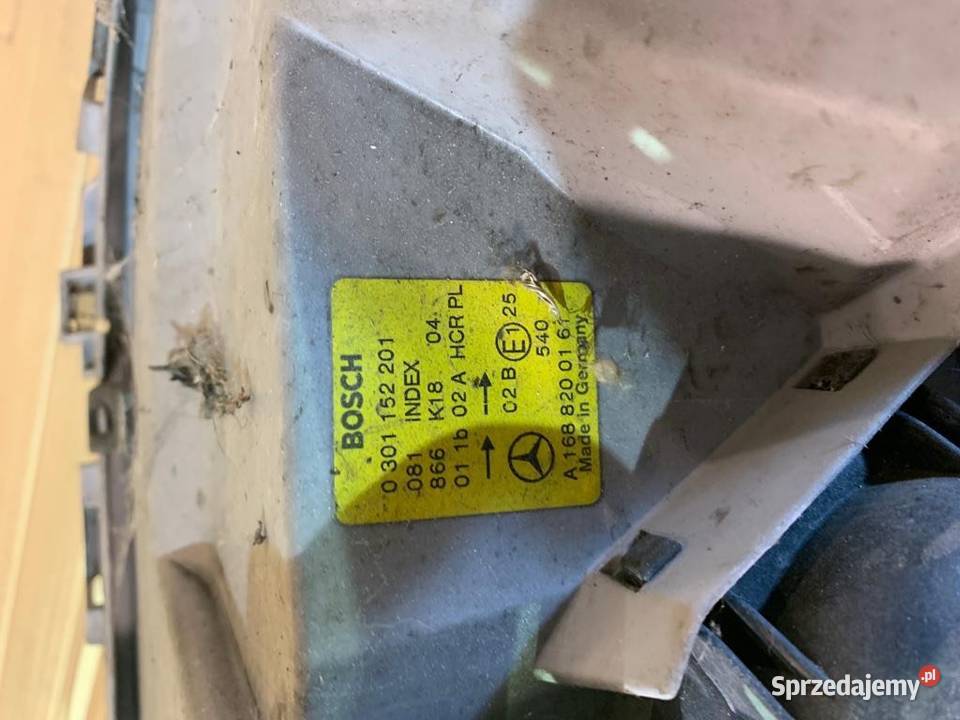 BOSCH
0 301 152 201
081 INDEX
866 K18 04
01 1b 02 A HCR PL
→ →
02 B E1 25
540
A 168 820 01 61
Made in Germany
Sprzedajemy.pl